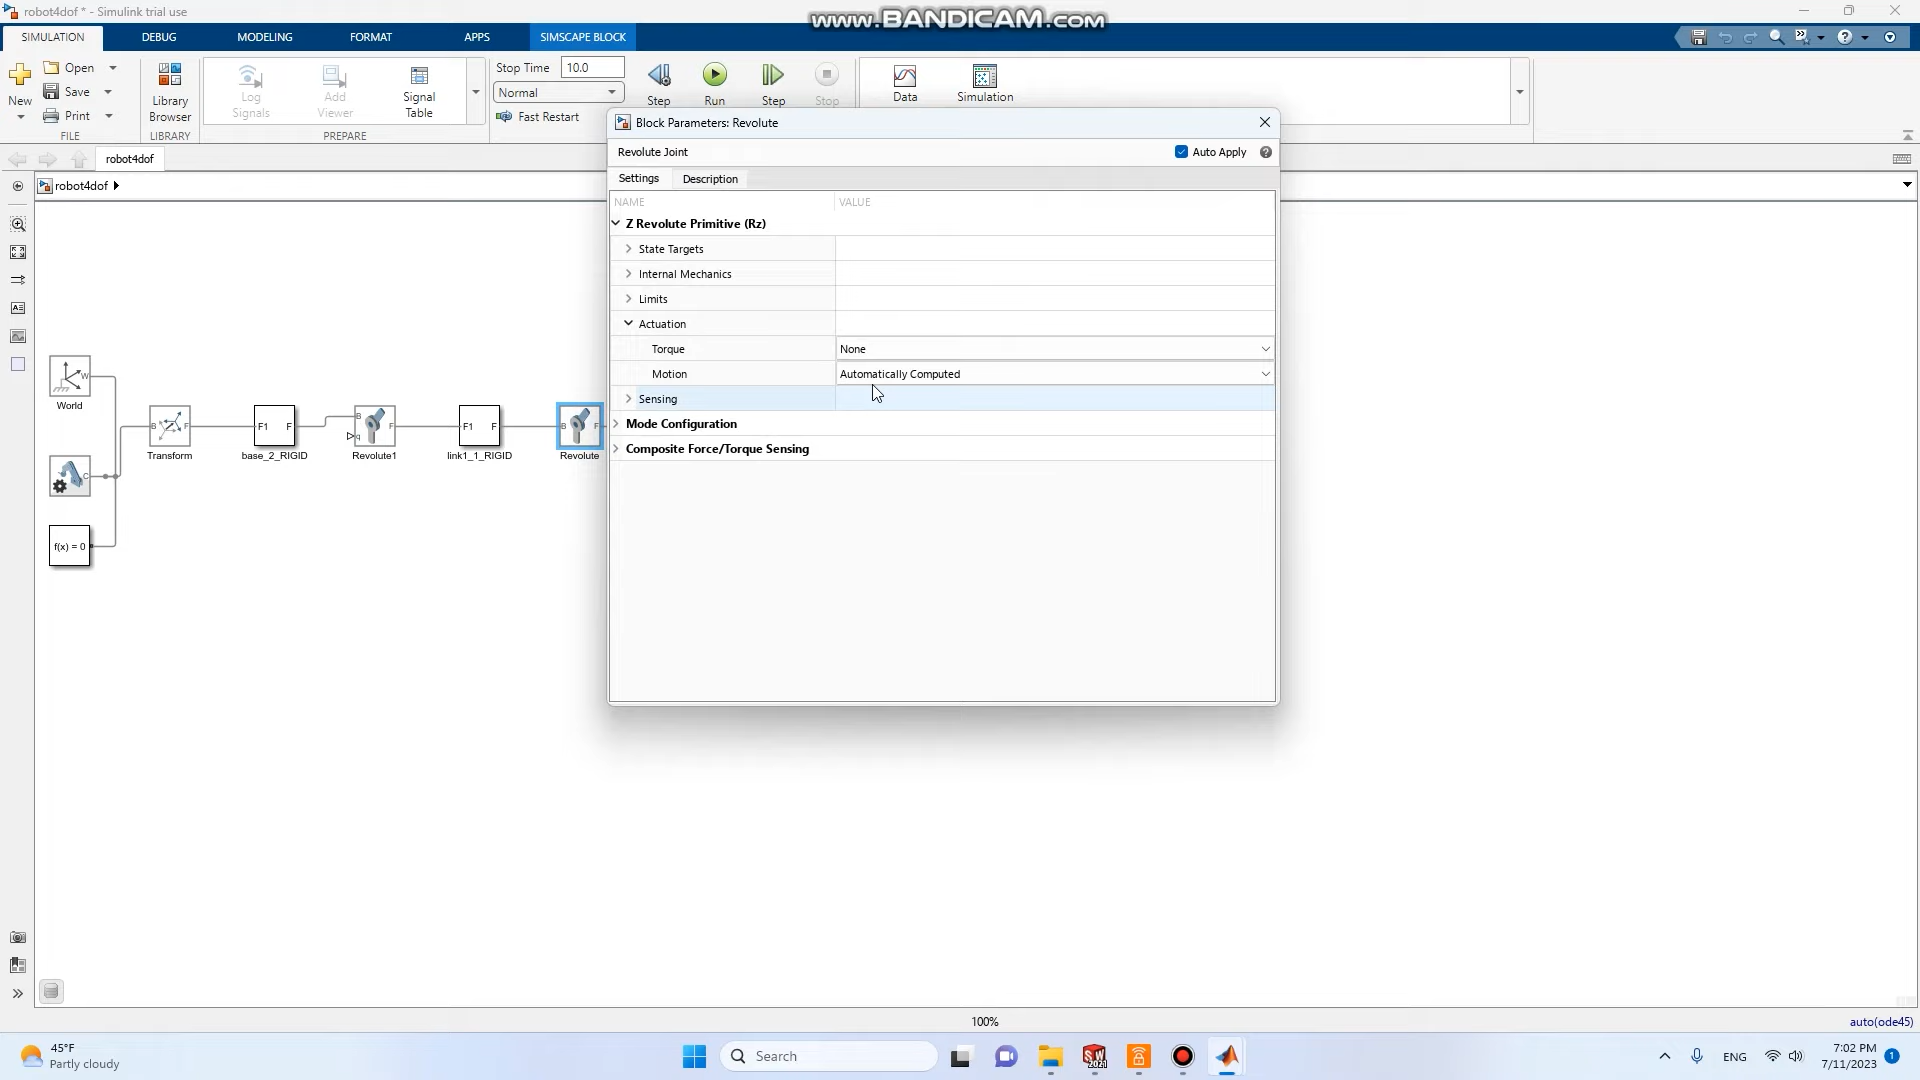 robot4dof * - Simulink trial use
www.BANDICAM.com
SIMULATION
DEBUG
MODELING
FORMAT
APPS
SIMSCAPE BLOCK
New
Open
Save
Print
FILE
Library
Browser
LIBRARY
Log
Signals
Add
Viewer
Signal
Table
PREPARE
Stop Time
10.0
Normal
Fast Restart
Step
Run
Step
Stop
Data
Simulation
robot4dof
robot4dof
Block Parameters: Revolute
Revolute Joint
Auto Apply
Settings
Description
NAME
VALUE
Z Revolute Primitive (Rz)
State Targets
Internal Mechanics
Limits
Actuation
Torque
None
Motion
Automatically Computed
Sensing
Mode Configuration
Composite Force/Torque Sensing
W
World
C
f(x) = 0
B
F
Transform
F1
F
base_2_RIGID
B
q
F
Revolute1
F1
F
link1_1_RIGID
B
F
Revolute
100%
auto(ode45)
45°F
Partly cloudy
Search
SW
2021
ENG
7:02 PM
7/11/2023
1